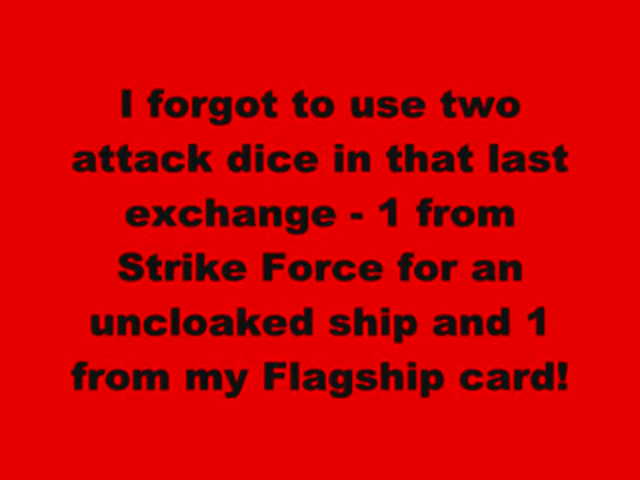 I forgot to use two
attack dice in that last
exchange - 1 from
Strike Force for an
uncloaked ship and 1
from my Flagship card!